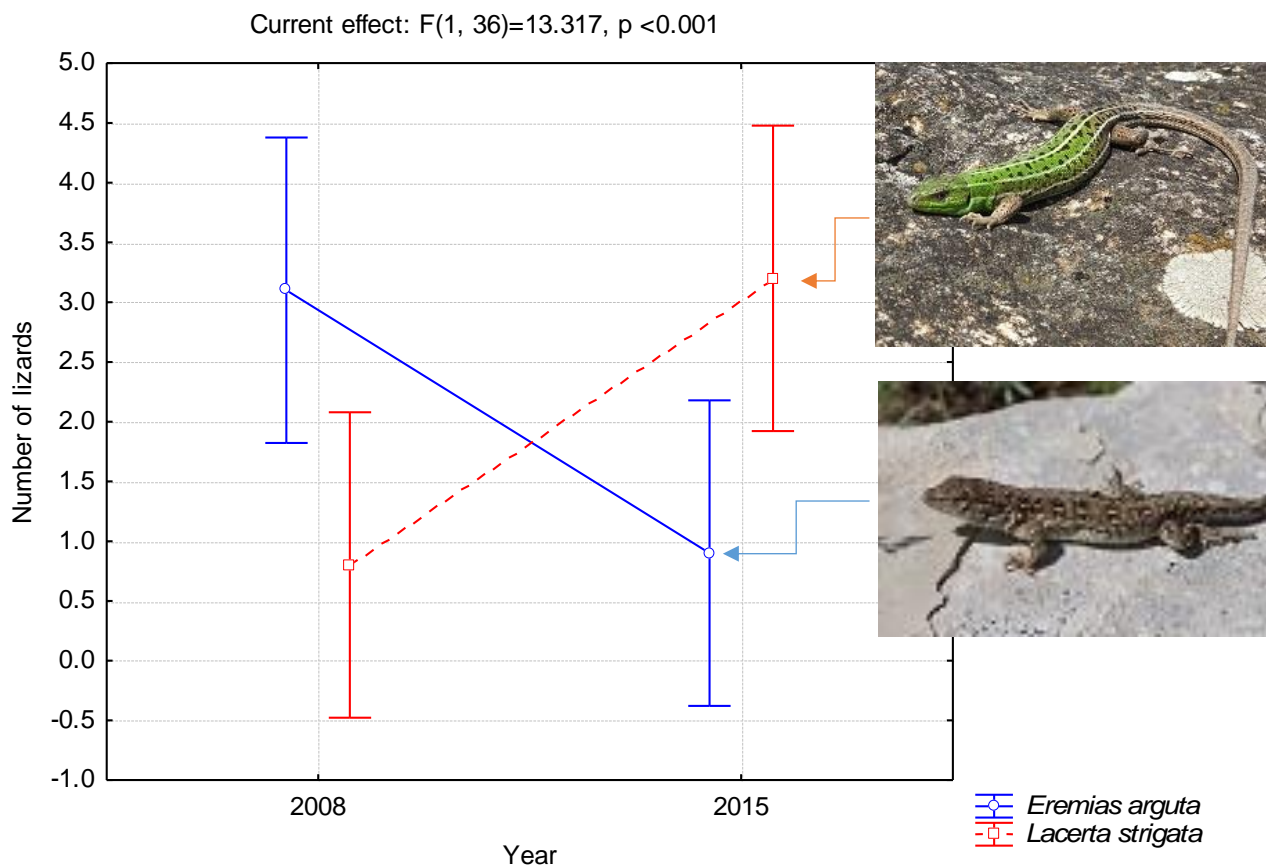 Current effect: F(1, 36)=13.317, p <0.001
5.0
4.5
4.0
3.5
3.0
2.5
2.0
1.5
1.0
0.5
0.0
-0.5
-1.0
Number of lizards
2008 2015
Year
Eremias arguta
Lacerta strigata